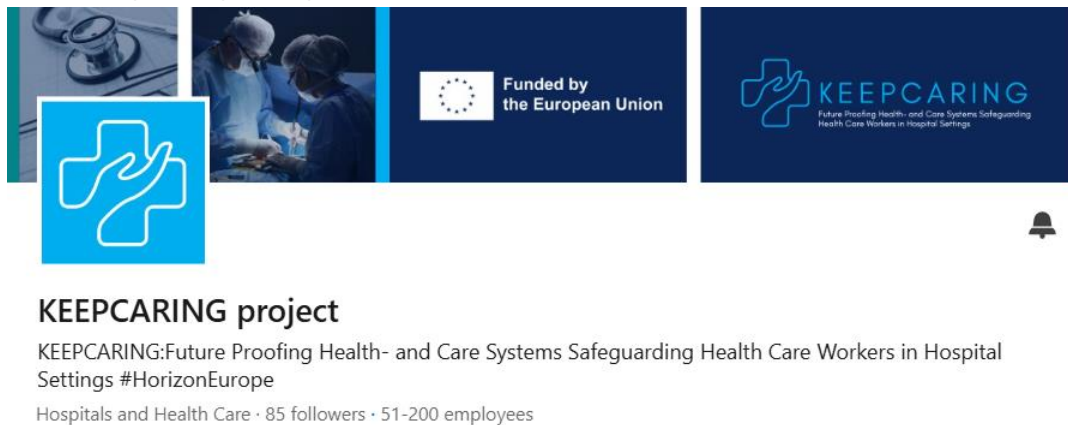 Funded by
the European Union
KEEPCARING
Future Proofing Health- and Care Systems Safeguarding
Health Care Workers in Hospital Settings
KEEPCARING project
KEEPCARING:Future Proofing Health- and Care Systems Safeguarding Health Care Workers in Hospital
Settings #HorizonEurope
Hospitals and Health Care · 85 followers · 51-200 employees